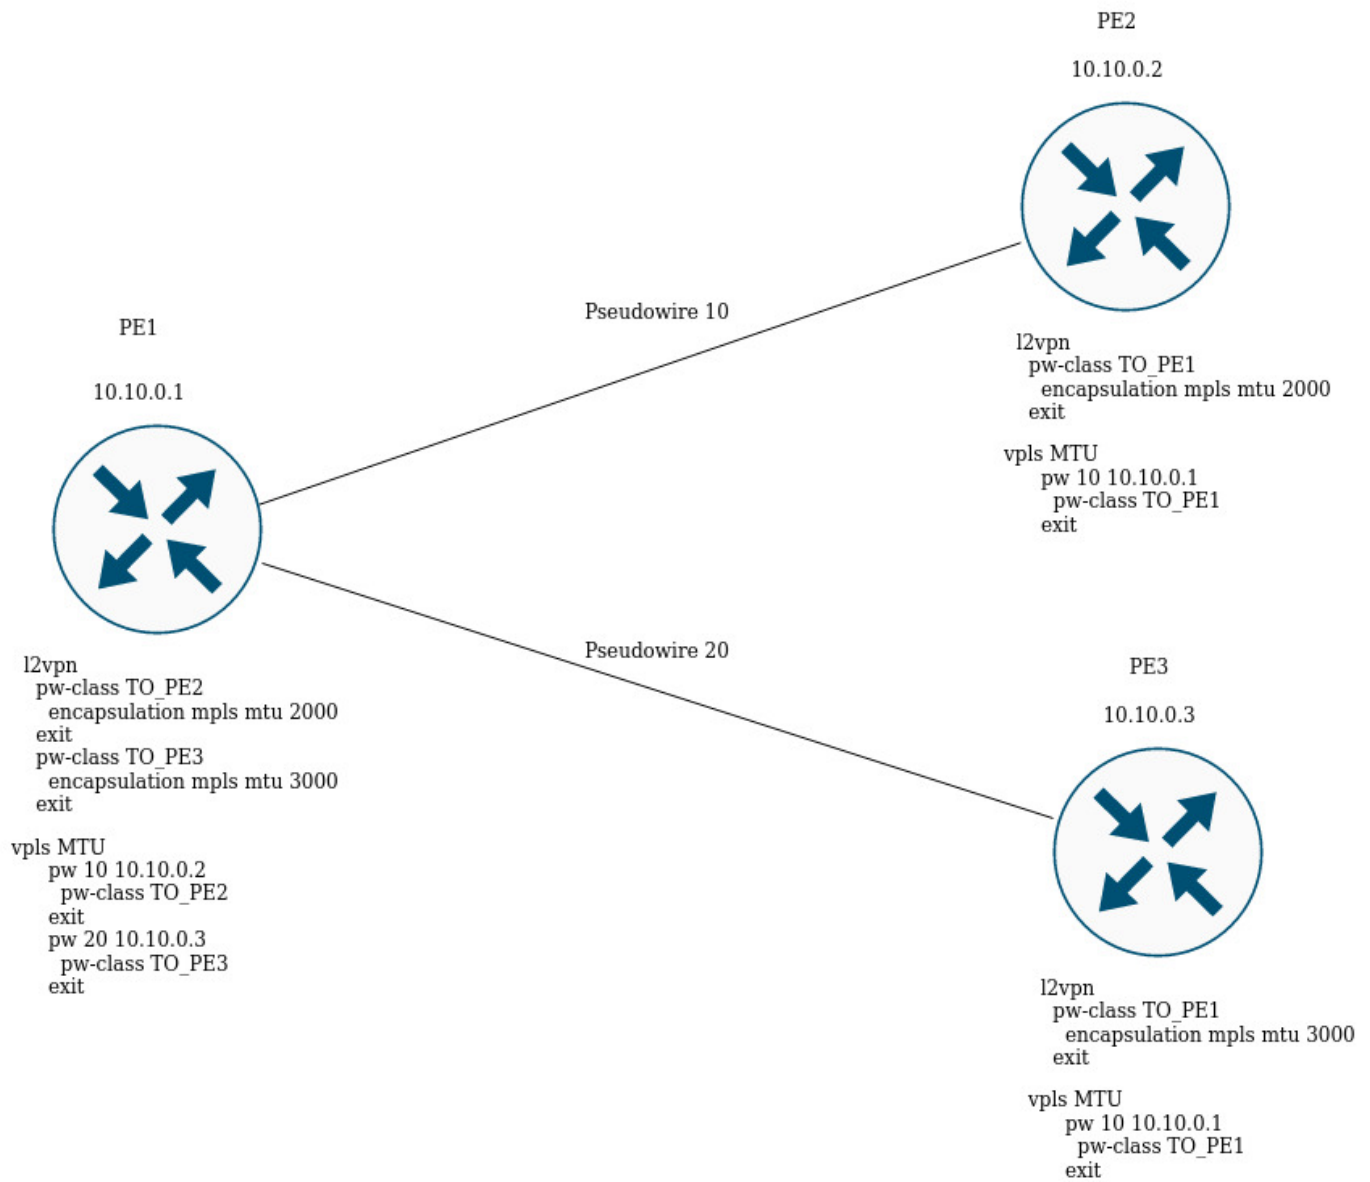 PE2
10.10.0.2
l2vpn
pw-class TO_PE1
encapsulation mpls mtu 2000
exit
vpls MTU
pw 10 10.10.0.1
pw-class TO_PE1
exit
Pseudowire 10
PE1
10.10.0.1
l2vpn
pw-class TO_PE2
encapsulation mpls mtu 2000
exit
pw-class TO_PE3
encapsulation mpls mtu 3000
exit
vpls MTU
pw 10 10.10.0.2
pw-class TO_PE2
exit
pw 20 10.10.0.3
pw-class TO_PE3
exit
Pseudowire 20
PE3
10.10.0.3
l2vpn
pw-class TO_PE1
encapsulation mpls mtu 3000
exit
vpls MTU
pw 10 10.10.0.1
pw-class TO_PE1
exit